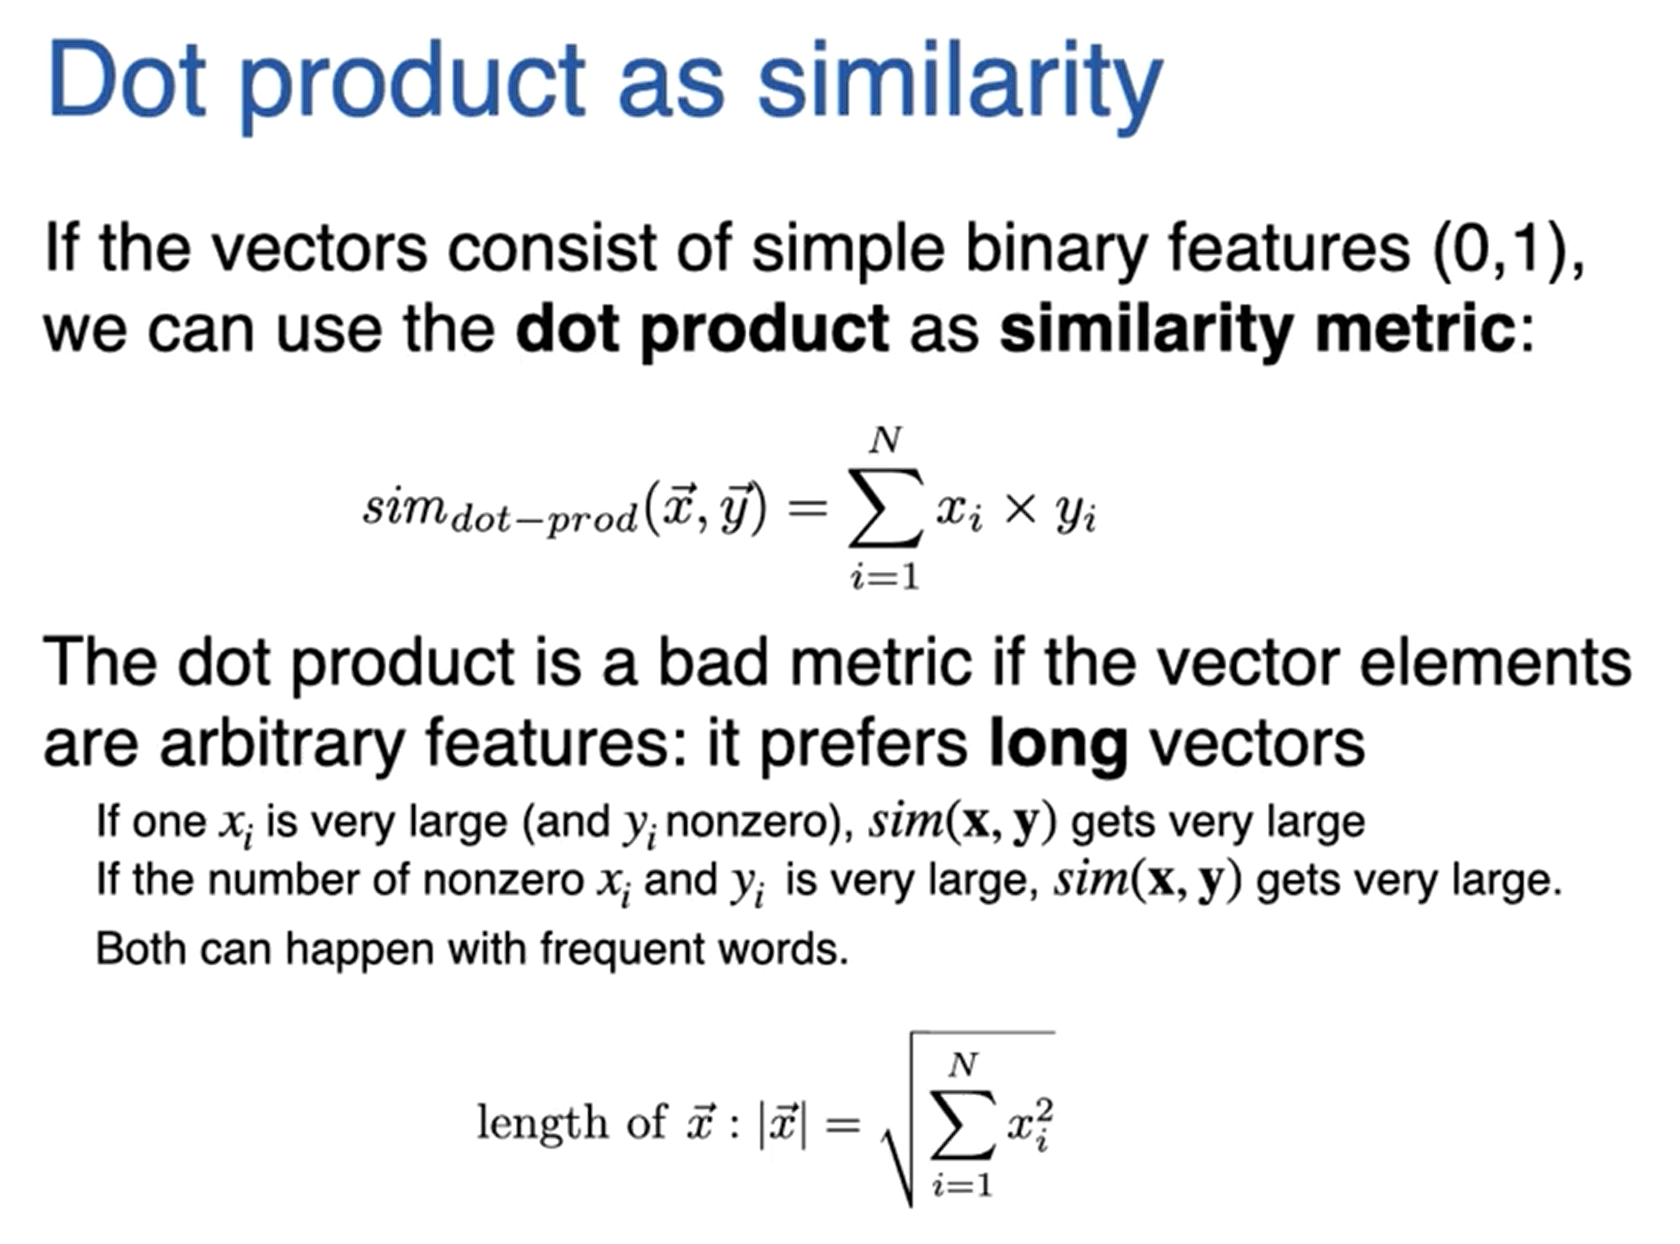 Dot product as similarity
If the vectors consist of simple binary features (0,1),
we can use the dot product as similarity metric:
$sim_{dot-prod}(\vec{x}, \vec{y}) = \sum_{i=1}^{N} x_i \times y_i$
The dot product is a bad metric if the vector elements
are arbitrary features: it prefers long vectors
If one $x_i$ is very large (and $y_i$ nonzero), $sim(\mathbf{x}, \mathbf{y})$ gets very large
If the number of nonzero $x_i$ and $y_i$ is very large, $sim(\mathbf{x}, \mathbf{y})$ gets very large.
Both can happen with frequent words.
$\text{length of } \vec{x} : |\vec{x}| = \sqrt{\sum_{i=1}^{N} x_i^2}$